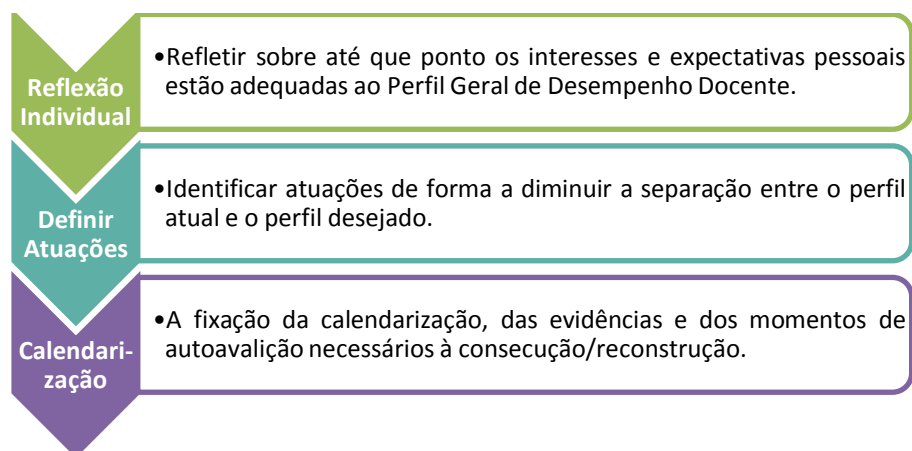 Reflexão
Individual
•Refletir sobre até que ponto os interesses e expectativas pessoais
estão adequadas ao Perfil Geral de Desempenho Docente.
Definir
Atuações
•Identificar atuações de forma a diminuir a separação entre o perfil
atual e o perfil desejado.
Calendari-
zação
•A fixação da calendarização, das evidências e dos momentos de
autoavalição necessários à consecução/reconstrução.